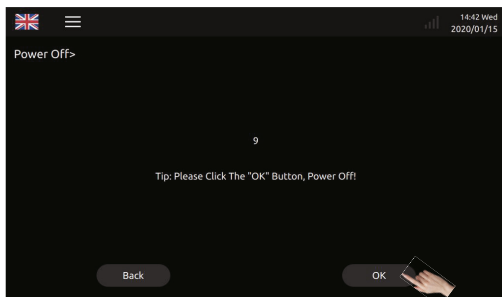 14:42 Wed
2020/01/15
Power Off>
9
Tip: Please Click The "OK" Button, Power Off!
Back
OK